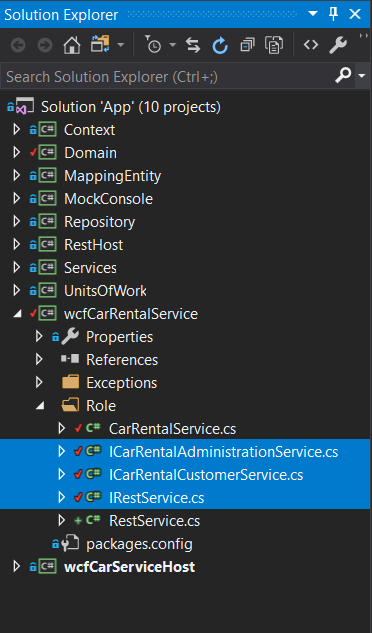 Solution Explorer
Search Solution Explorer (Ctrl+;)
Solution 'App' (10 projects)
C# Context
C# Domain
C# MappingEntity
C# MockConsole
C# Repository
C# RestHost
C# Services
C# UnitsOfWork
C# wcfCarRentalService
Properties
References
Exceptions
Role
C# CarRentalService.cs
C# ICarRentalAdministrationService.cs
C# ICarRentalCustomerService.cs
C# IRestService.cs
C# RestService.cs
packages.config
C# wcfCarServiceHost